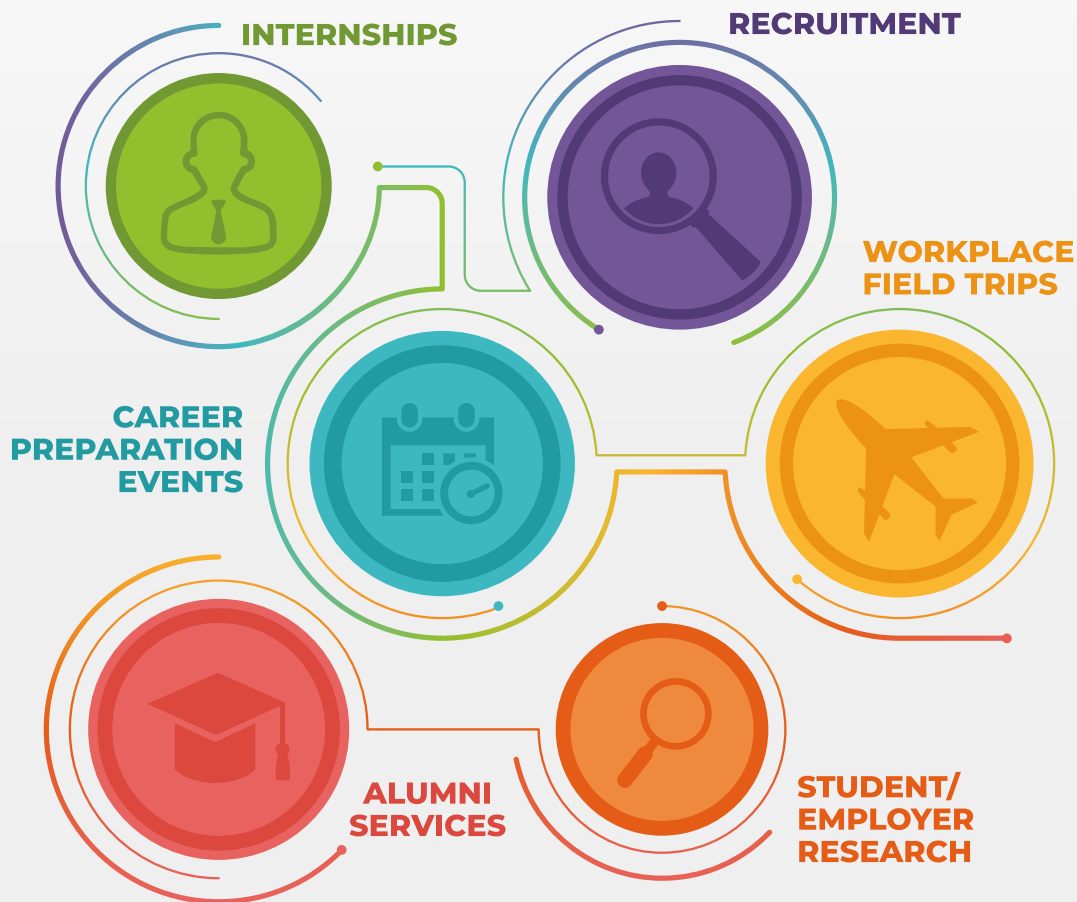 INTERNSHIPS
RECRUITMENT
WORKPLACE
FIELD TRIPS
CAREER
PREPARATION
EVENTS
ALUMNI
SERVICES
STUDENT/
EMPLOYER
RESEARCH